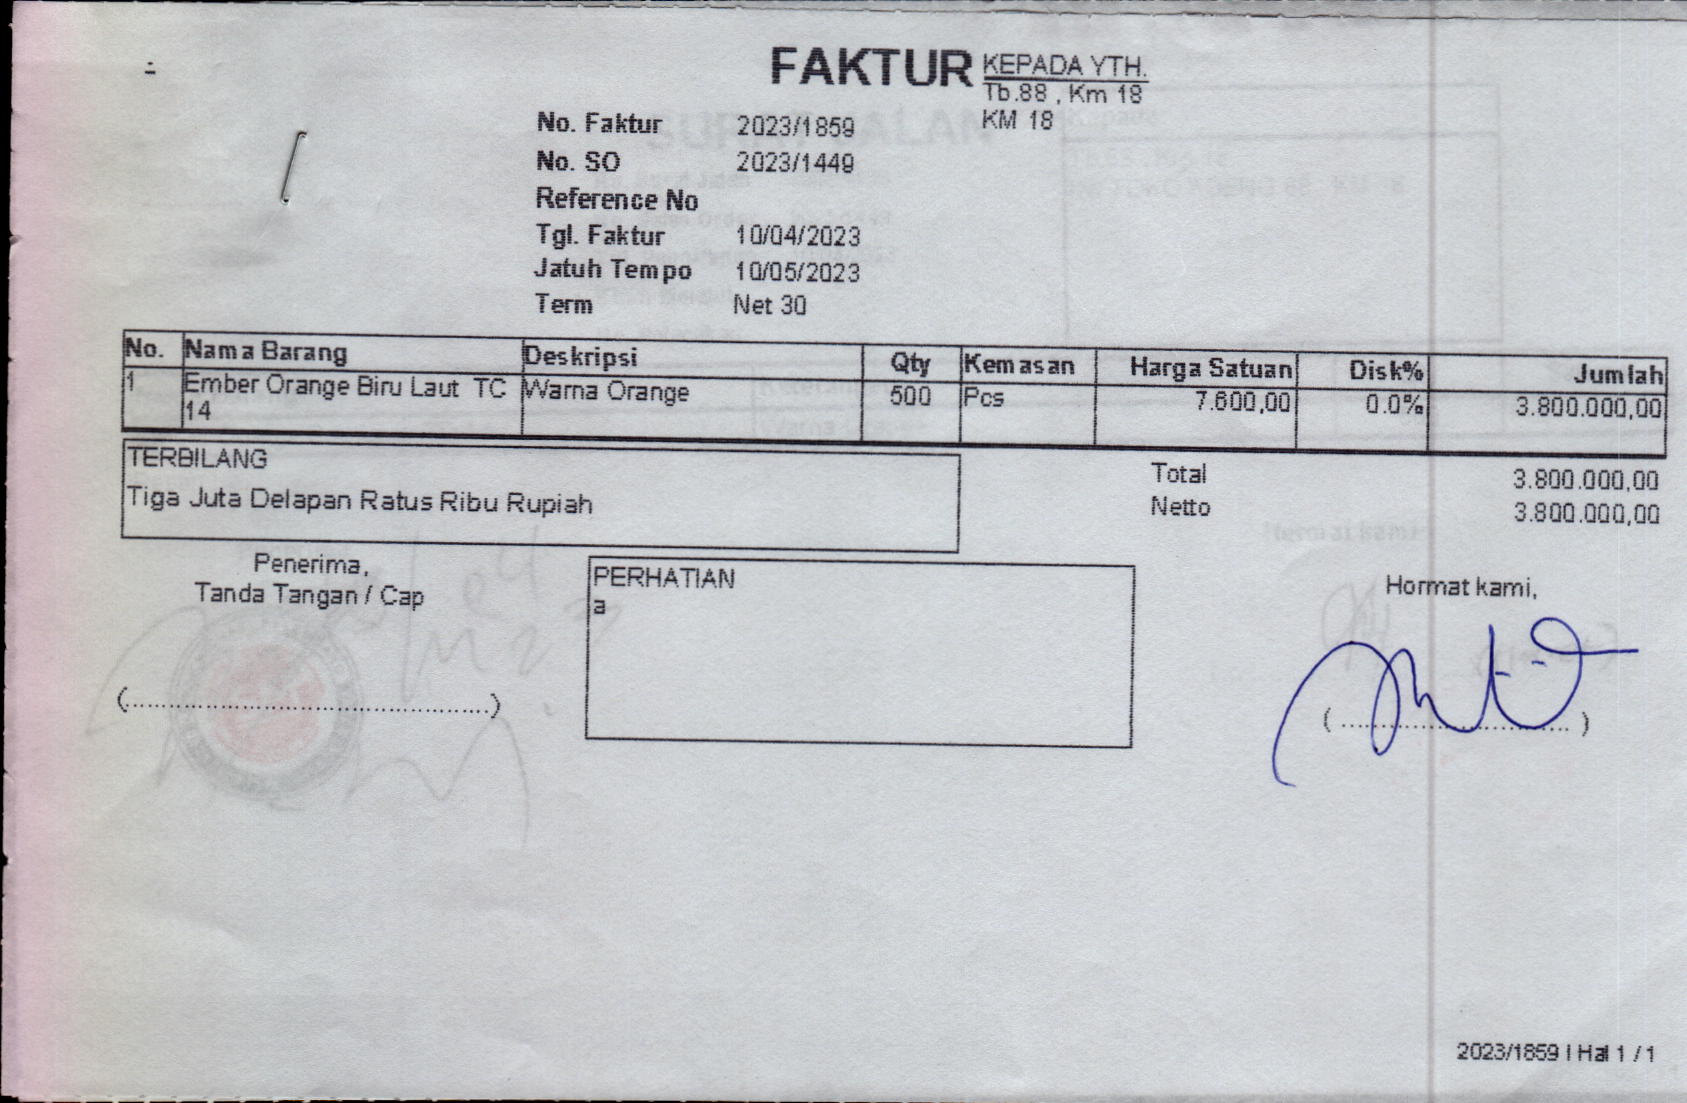 FAKTUR
KEPADA YTH.
Tb.88 , Km 18
KM 18
No. Faktur 2023/1859
No. SO 2023/1449
Reference No
Tgl. Faktur 10/04/2023
Jatuh Tempo 10/05/2023
Term Net 30
No. Nama Barang Deskripsi Qty Kemasan Harga Satuan Disk% Jumlah
1 Ember Orange Biru Laut TC Warna Orange 500 Pcs 7.600,00 0.0% 3.800.000,00
14
TERBILANG
Tiga Juta Delapan Ratus Ribu Rupiah
Total 3.800.000,00
Netto 3.800.000,00
Penerima,
Tanda Tangan / Cap
(................................................)
PERHATIAN
a
Hormat kami,
( .............................. )
2023/1859 | Hal 1 / 1